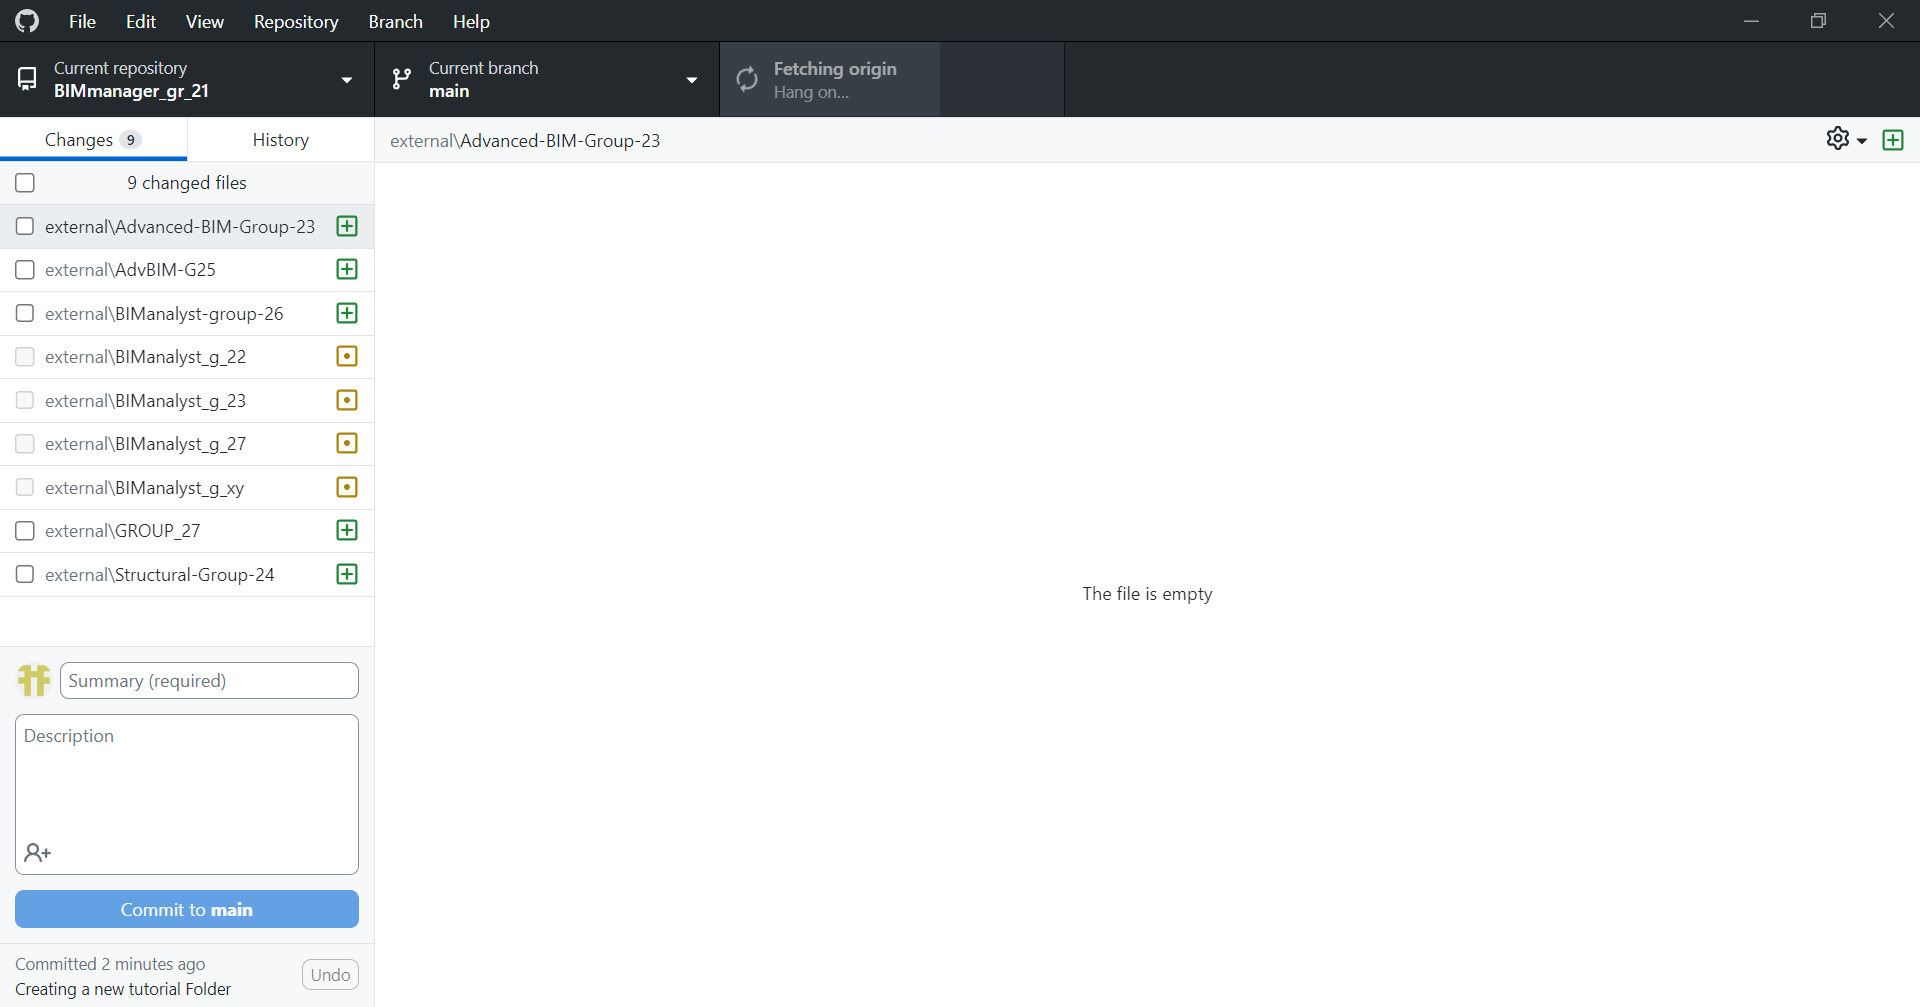 File Edit View Repository Branch Help
Current repository
BIMmanager_gr_21
Current branch
main
Fetching origin
Hang on...
Changes 9
History
external\Advanced-BIM-Group-23
9 changed files
external\Advanced-BIM-Group-23
external\AdvBIM-G25
external\BIManalyst-group-26
external\BIManalyst_g_22
external\BIManalyst_g_23
external\BIManalyst_g_27
external\BIManalyst_g_xy
external\GROUP_27
external\Structural-Group-24
The file is empty
Summary (required)
Description
Commit to main
Committed 2 minutes ago
Creating a new tutorial Folder
Undo